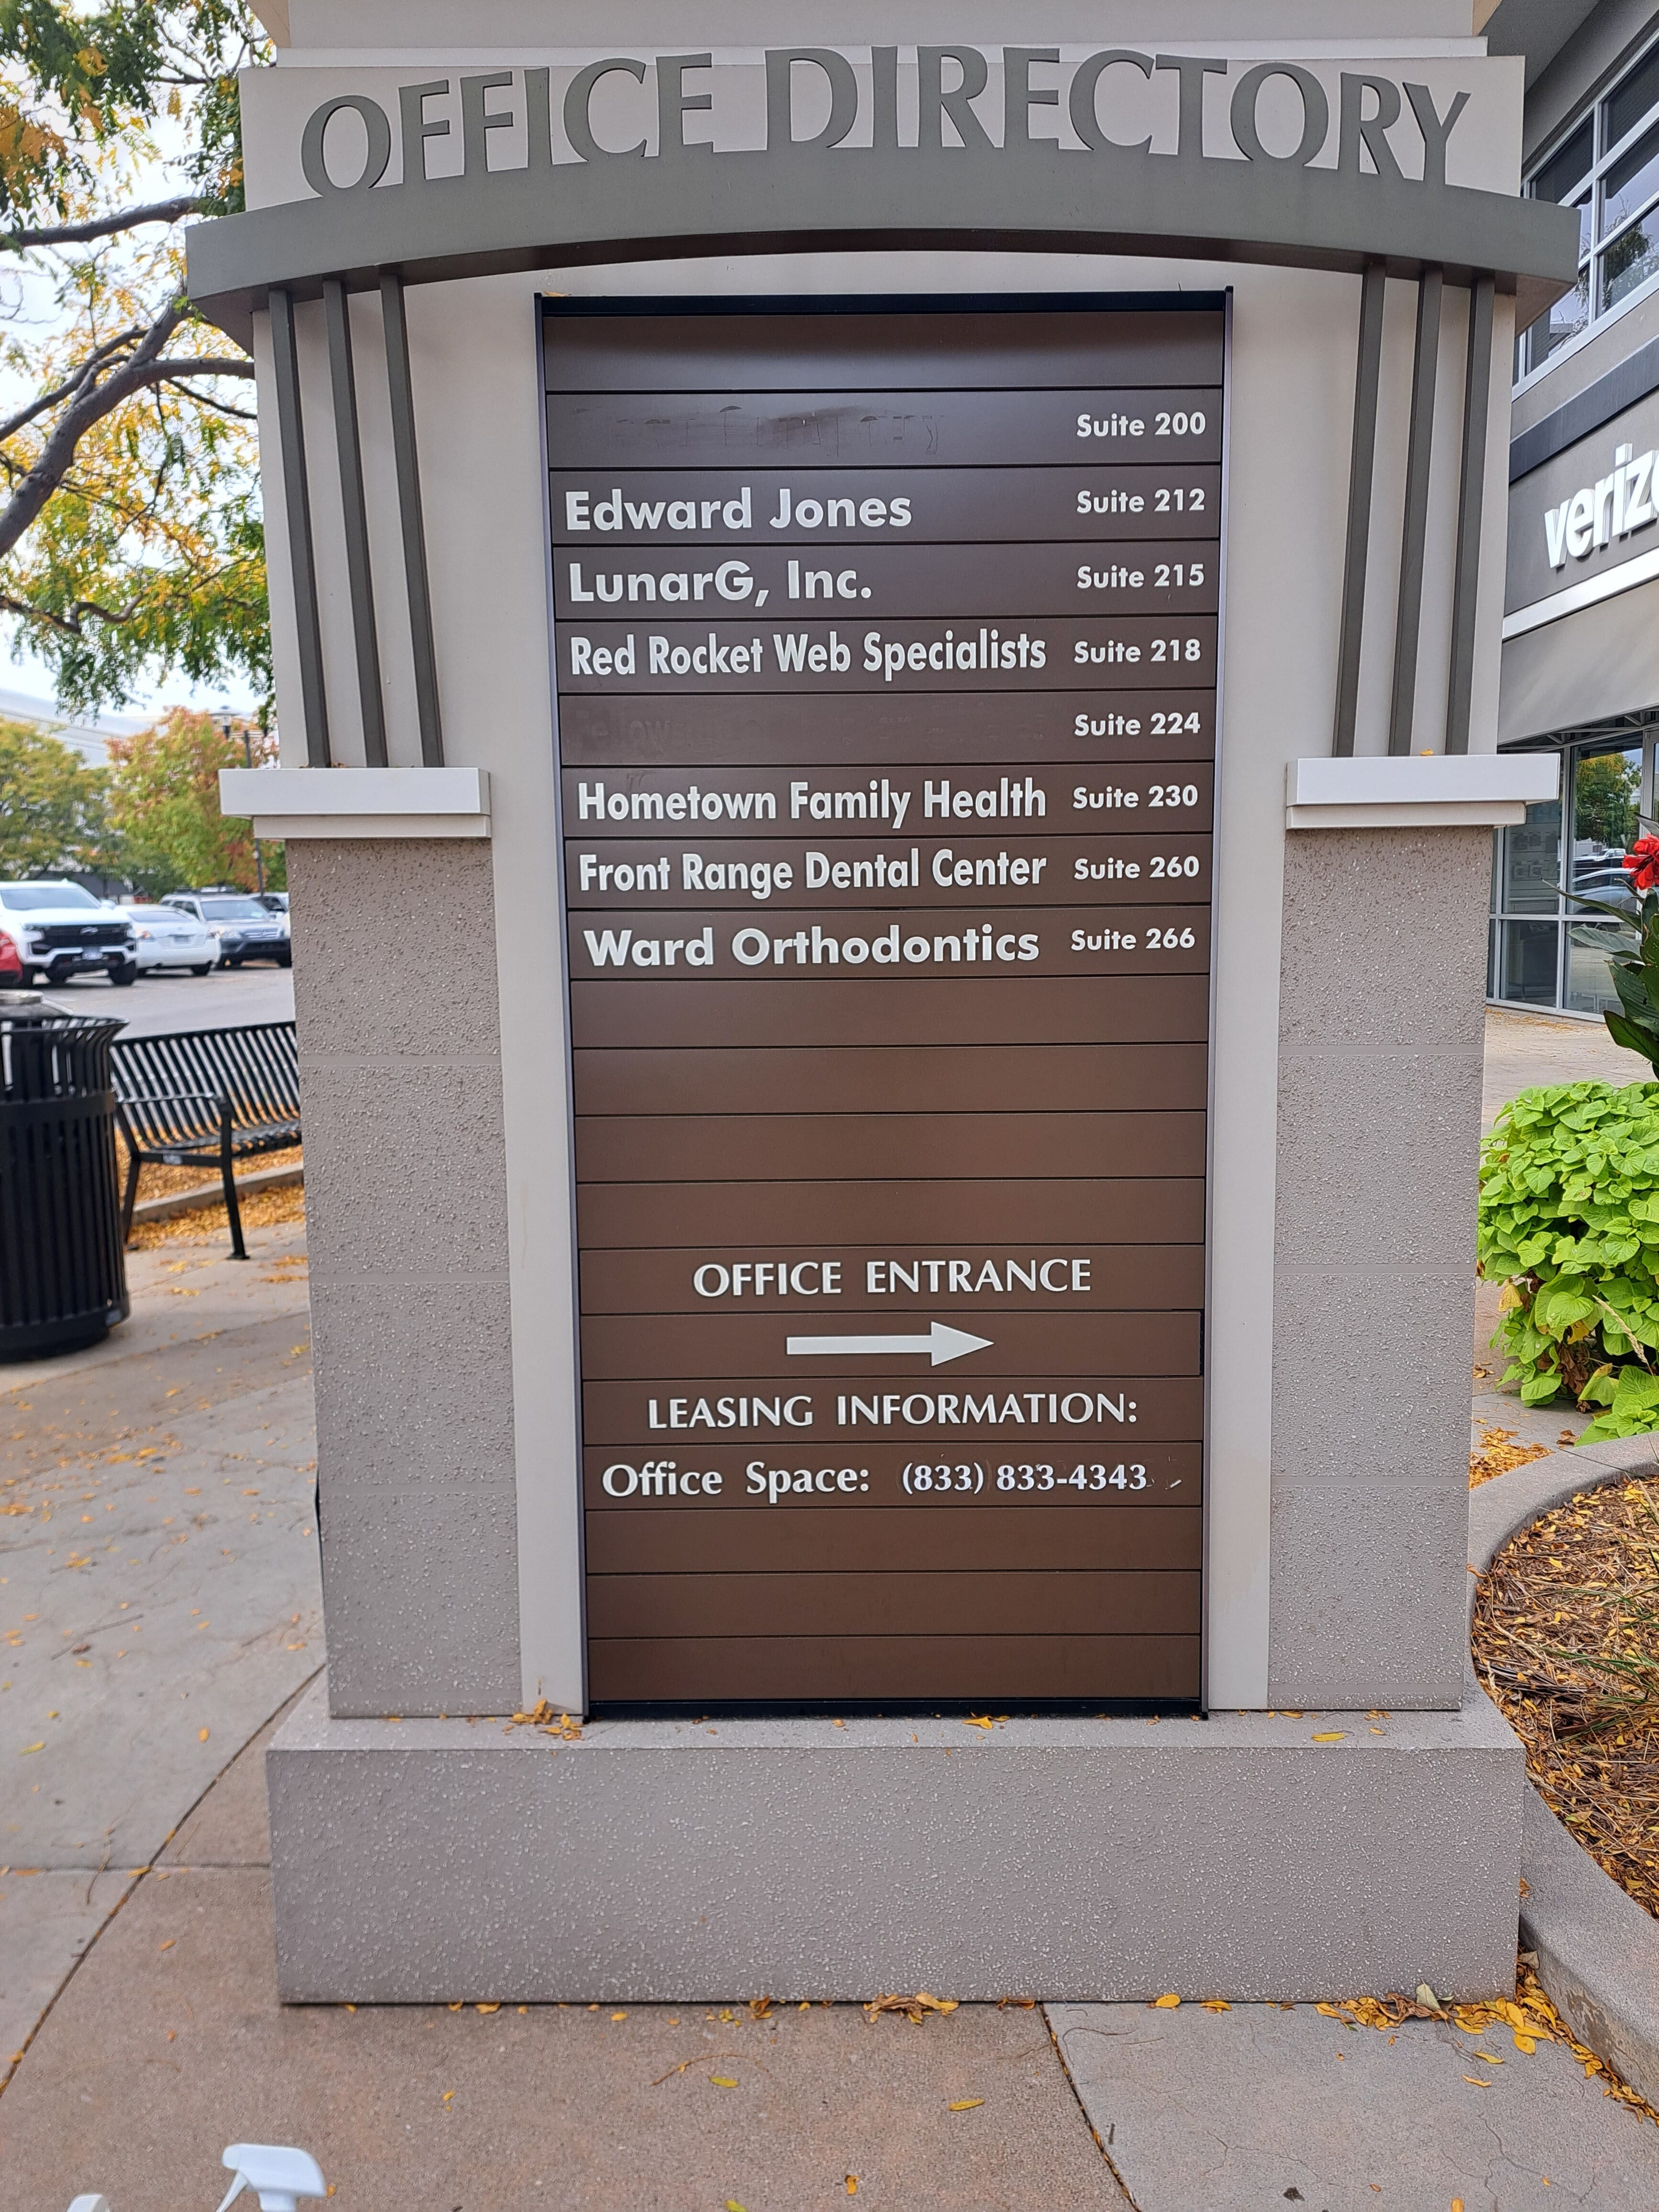 OFFICE DIRECTORY
Suite 200
Edward Jones Suite 212
LunarG, Inc. Suite 215
Red Rocket Web Specialists Suite 218
Fellow Suite 224
Hometown Family Health Suite 230
Front Range Dental Center Suite 260
Ward Orthodontics Suite 266
OFFICE ENTRANCE
LEASING INFORMATION:
Office Space: (833) 833-4343